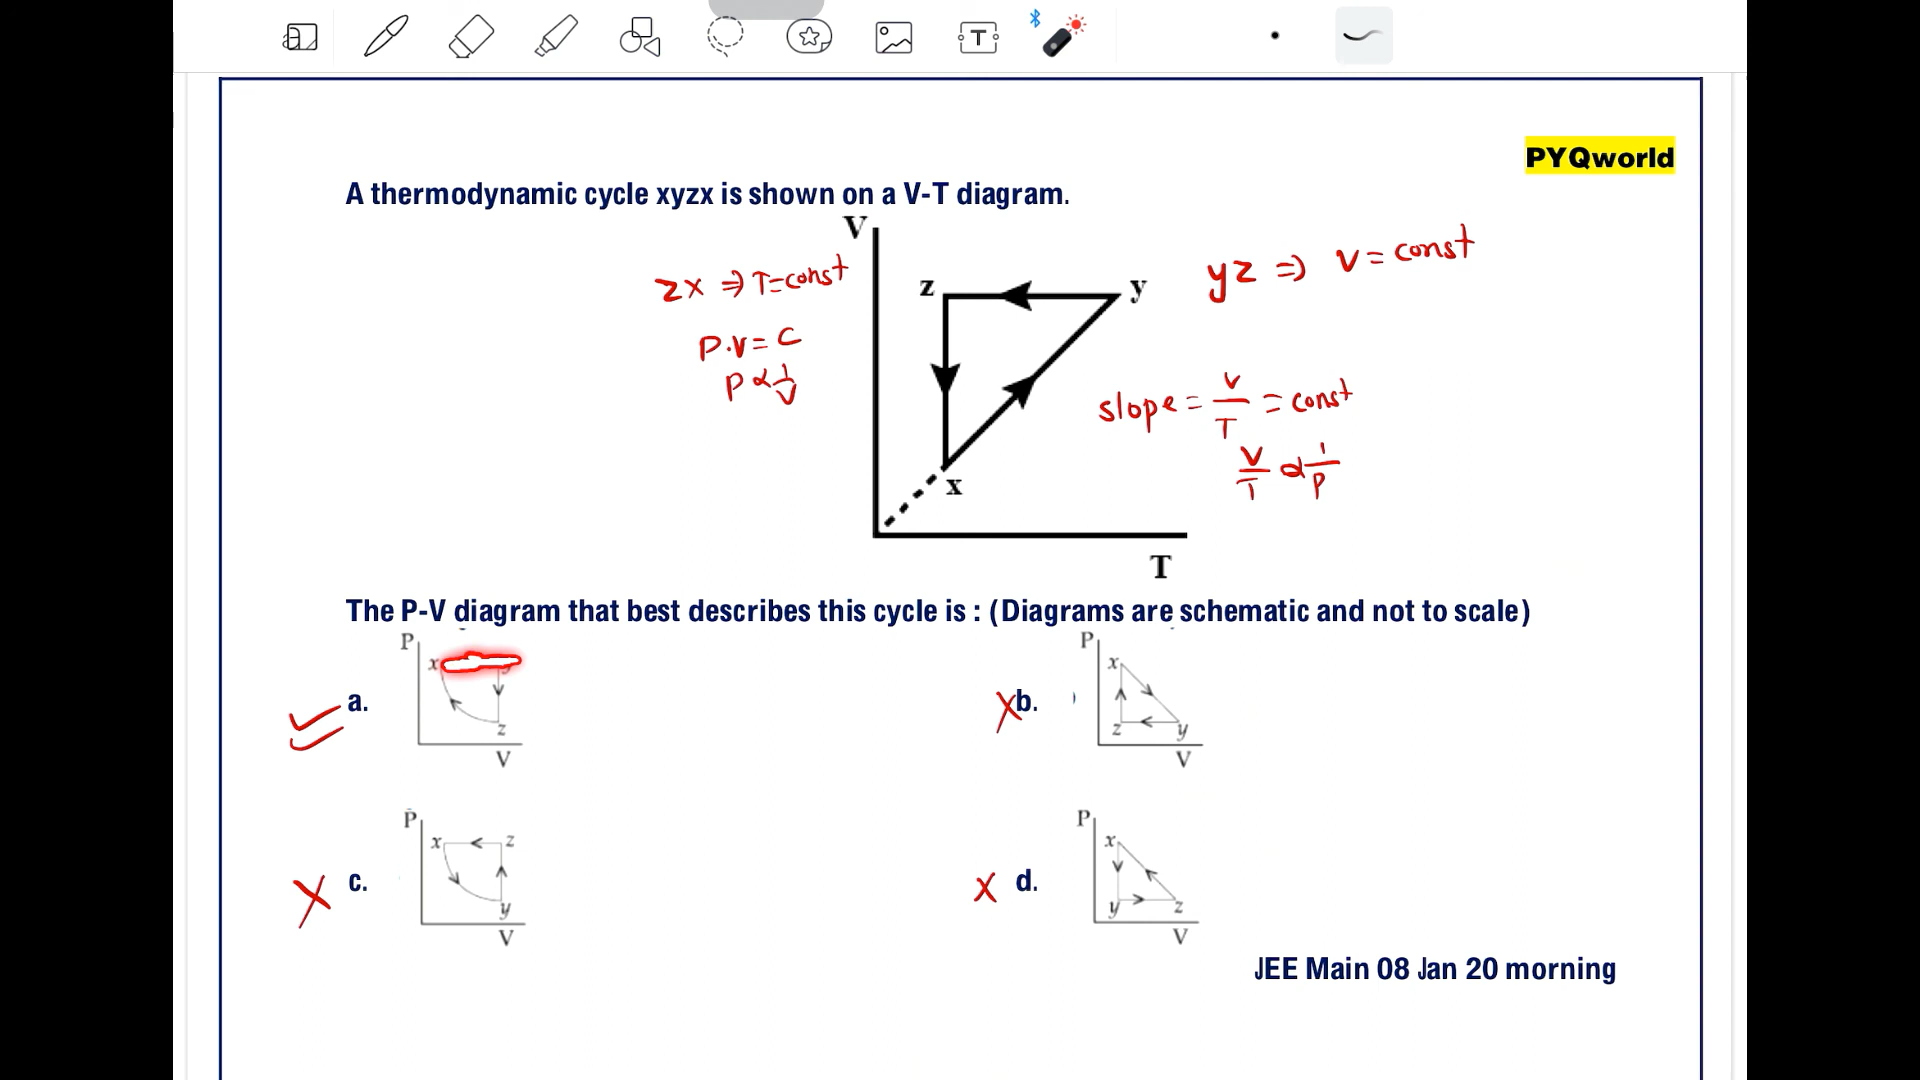 PYQworld
A thermodynamic cycle xyzx is shown on a V-T diagram.
V
zx ⇒ T=const
yz ⇒ V = const
z
y
P.V= C
P ∝ 1/V
slope = V/T = const
V/T ∝ 1/P
x
T
The P-V diagram that best describes this cycle is : (Diagrams are schematic and not to scale)
P
x
a.
z
V
P
x
b.
z
y
V
P
x
z
c.
y
V
P
x
d.
y
z
V
JEE Main 08 Jan 20 morning